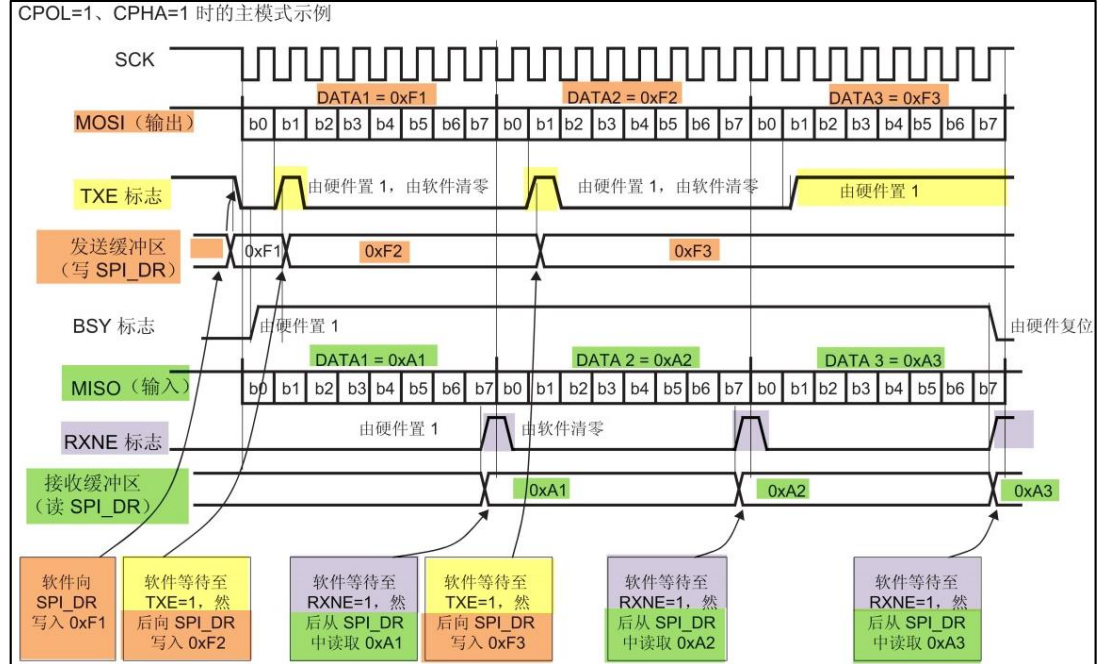 CPOL=1、CPHA=1 时的主模式示例
SCK
DATA1 = 0xF1
DATA2 = 0xF2
DATA3 = 0xF3
MOSI（输出）
b0 b1 b2 b3 b4 b5 b6 b7 b0 b1 b2 b3 b4 b5 b6 b7 b0 b1 b2 b3 b4 b5 b6 b7
TXE 标志
由硬件置 1，由软件清零
由硬件置 1，由软件清零
由硬件置 1
发送缓冲区
（写 SPI_DR）
0xF1
0xF2
0xF3
BSY 标志
由硬件置 1
由硬件复位
DATA1 = 0xA1
DATA 2 = 0xA2
DATA 3 = 0xA3
MISO（输入）
b0 b1 b2 b3 b4 b5 b6 b7 b0 b1 b2 b3 b4 b5 b6 b7 b0 b1 b2 b3 b4 b5 b6 b7
RXNE 标志
由硬件置 1
由软件清零
接收缓冲区
（读 SPI_DR）
0xA1
0xA2
0xA3
软件向
SPI_DR
写入 0xF1
软件等待至
TXE=1，然
后向 SPI_DR
写入 0xF2
软件等待至
RXNE=1，然
后从 SPI_DR
中读取 0xA1
软件等待至
TXE=1，然
后向 SPI_DR
写入 0xF3
软件等待至
RXNE=1，然
后从 SPI_DR
中读取 0xA2
软件等待至
RXNE=1，然
后从 SPI_DR
中读取 0xA3